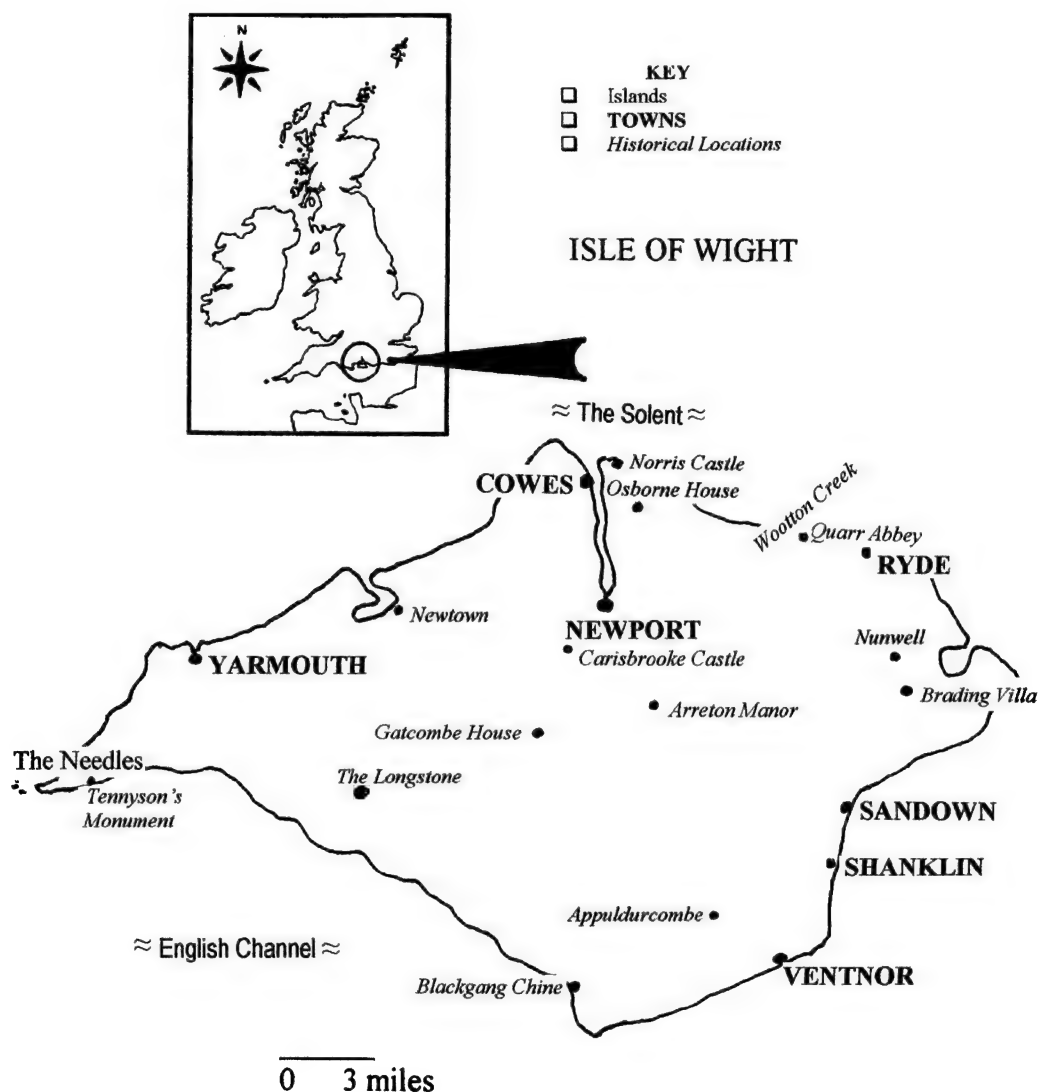 N
KEY
Islands
TOWNS
Historical Locations
ISLE OF WIGHT
≈ The Solent ≈
Norris Castle
COWES
Osborne House
Wootton Creek
Quarr Abbey
RYDE
Newtown
NEWPORT
Nunwell
YARMOUTH
Carisbrooke Castle
Brading Villa
Arreton Manor
Gatcombe House
The Needles
The Longstone
Tennyson's
Monument
SANDOWN
SHANKLIN
Appuldurcombe
≈ English Channel ≈
VENTNOR
Blackgang Chine
0 3 miles